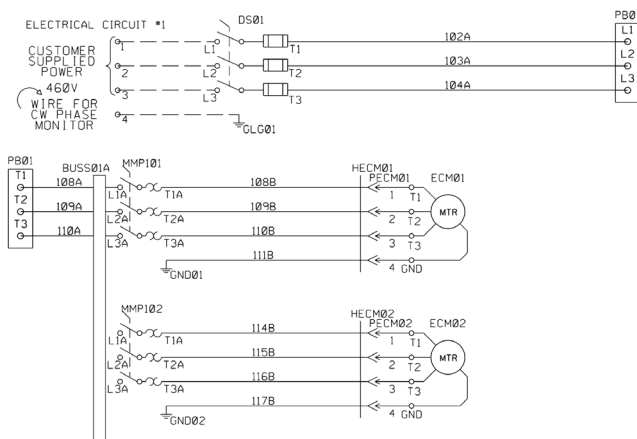 ELECTRICAL CIRCUIT #1
DS01
PB0
CUSTOMER
SUPPLIED
POWER
460V
WIRE FOR
CW PHASE
MONITOR
1
L1
T1
102A
L1
2
L2
T2
103A
L2
3
L3
T3
104A
L3
4
GLG01
PB01
BUSS01A
MMP101
HECM01
PECM01
ECM01
T1
108A
L1A
T1A
108B
1
T1
T2
109A
L2A
T2A
109B
2
T2
MTR
T3
110A
L3A
T3A
110B
3
T3
111B
GND01
4
GND
MMP102
HECM02
PECM02
ECM02
L1A
T1A
114B
1
T1
L2A
T2A
115B
2
T2
MTR
L3A
T3A
116B
3
T3
117B
GND02
4
GND